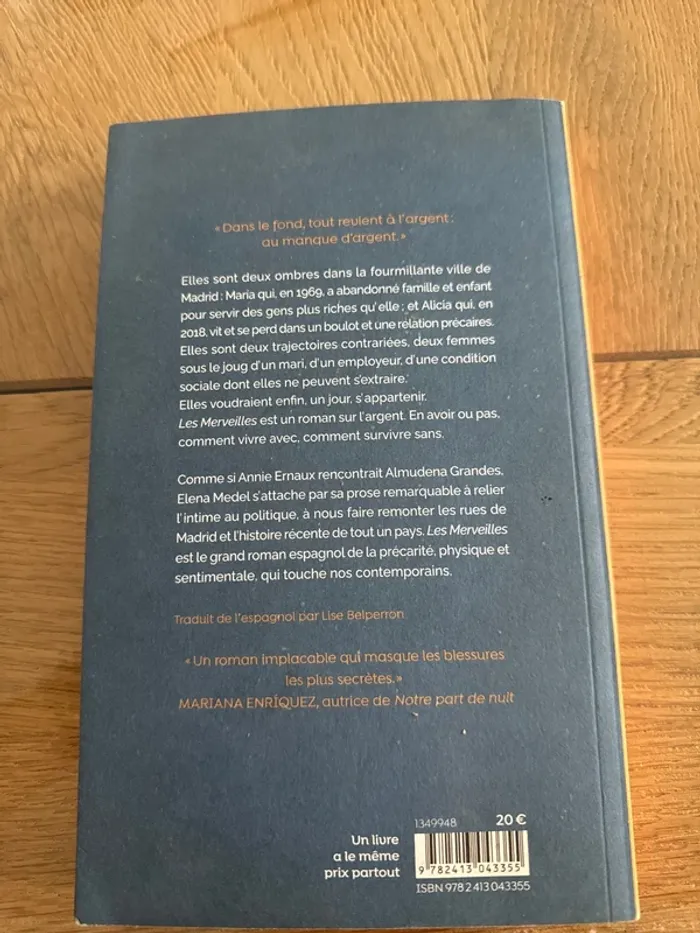 « Dans le fond, tout revient à l'argent :
au manque d'argent. »
Elles sont deux ombres dans la fourmillante ville de
Madrid : Maria qui, en 1969, a abandonné famille et enfant
pour servir des gens plus riches qu'elle ; et Alicia qui, en
2018, vit et se perd dans un boulot et une relation précaires.
Elles sont deux trajectoires contrariées, deux femmes
sous le joug d'un mari, d'un employeur, d'une condition
sociale dont elles ne peuvent s'extraire.
Elles voudraient enfin, un jour, s'appartenir.
Les Merveilles est un roman sur l'argent. En avoir ou pas,
comment vivre avec, comment survivre sans.
Comme si Annie Ernaux rencontrait Almudena Grandes,
Elena Medel s'attache par sa prose remarquable à relier
l'intime au politique, à nous faire remonter les rues de
Madrid et l'histoire récente de tout un pays. Les Merveilles
est le grand roman espagnol de la précarité, physique et
sentimentale, qui touche nos contemporains.
Traduit de l'espagnol par Lise Belperron
« Un roman implacable qui masque les blessures
les plus secrètes. »
MARIANA ENRÍQUEZ, autrice de Notre part de nuit
1349948 20 €
Un livre
a le même
prix partout
9 782413 043355
ISBN 978 2 413 043355